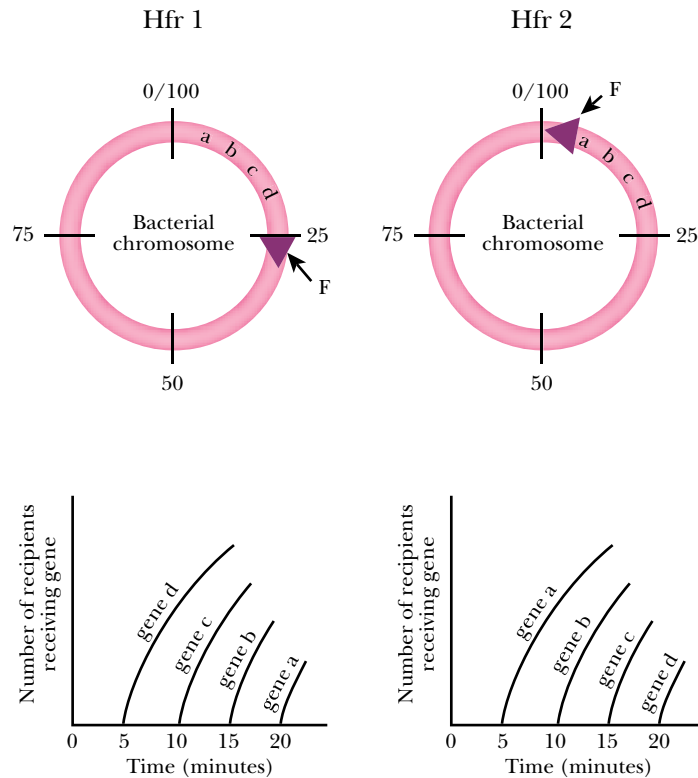 Hfr 1
0/100
a
b
c
d
75
Bacterial
chromosome
25
F
50
Hfr 2
0/100
F
a
b
c
d
75
Bacterial
chromosome
25
50
Number of recipients
receiving gene
gene d
gene c
gene b
gene a
0 5 10 15 20
Time (minutes)
Number of recipients
receiving gene
gene a
gene b
gene c
gene d
0 5 10 15 20
Time (minutes)